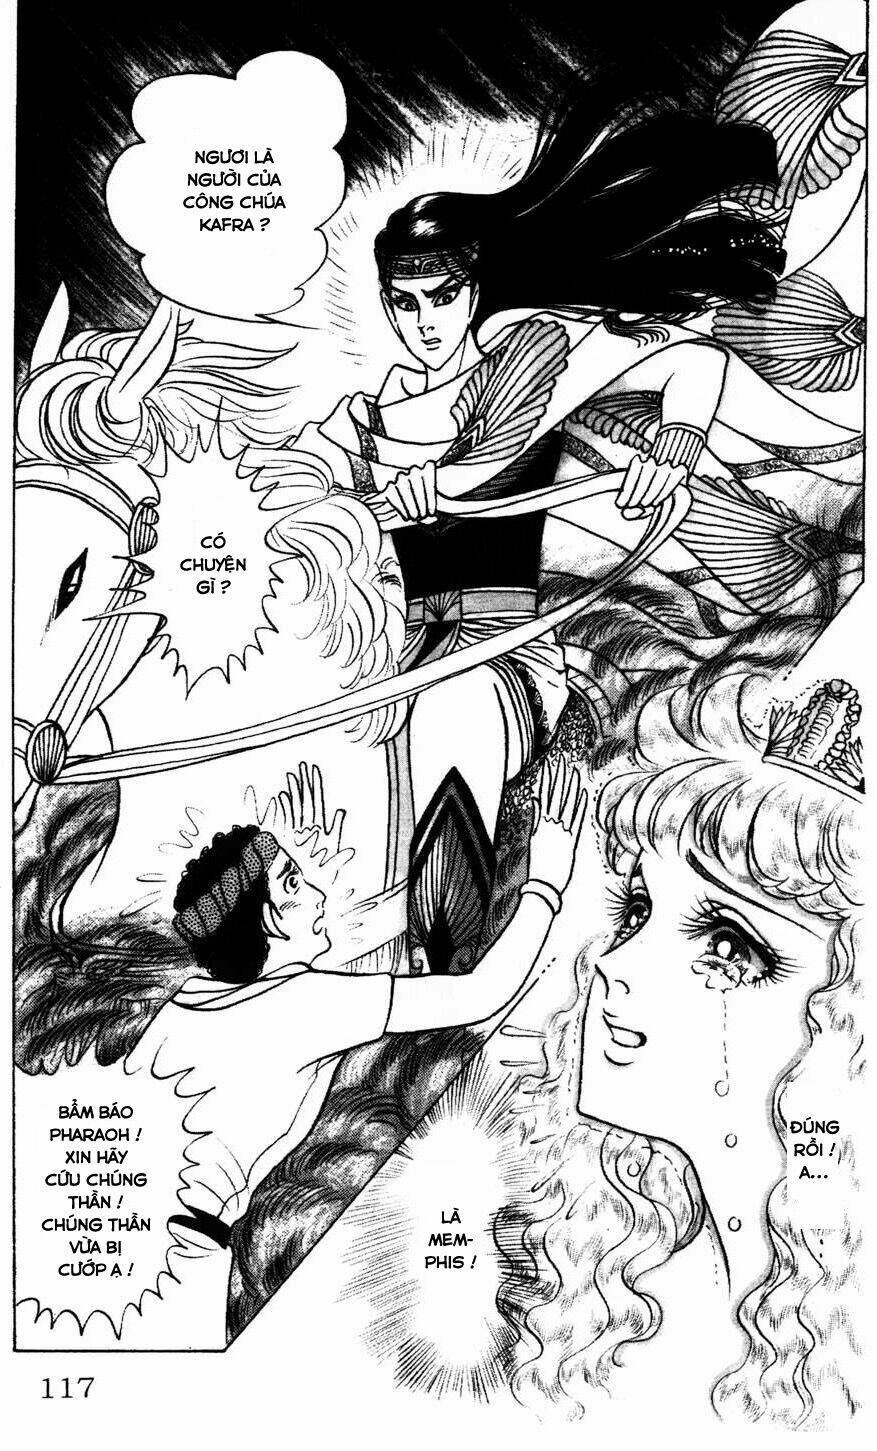 NGƯƠI LÀ
NGƯỜI CỦA
CÔNG CHÚA
KAFRA ?
CÓ
CHUYỆN
GÌ ?
BẨM BÁO
PHARAOH !
XIN HÃY
CỨU CHÚNG
THẦN !
CHÚNG THẦN
VỪA BỊ
CƯỚP Ạ !
ĐÚNG
RỒI !
A...
LÀ
MEM-
PHIS !
117